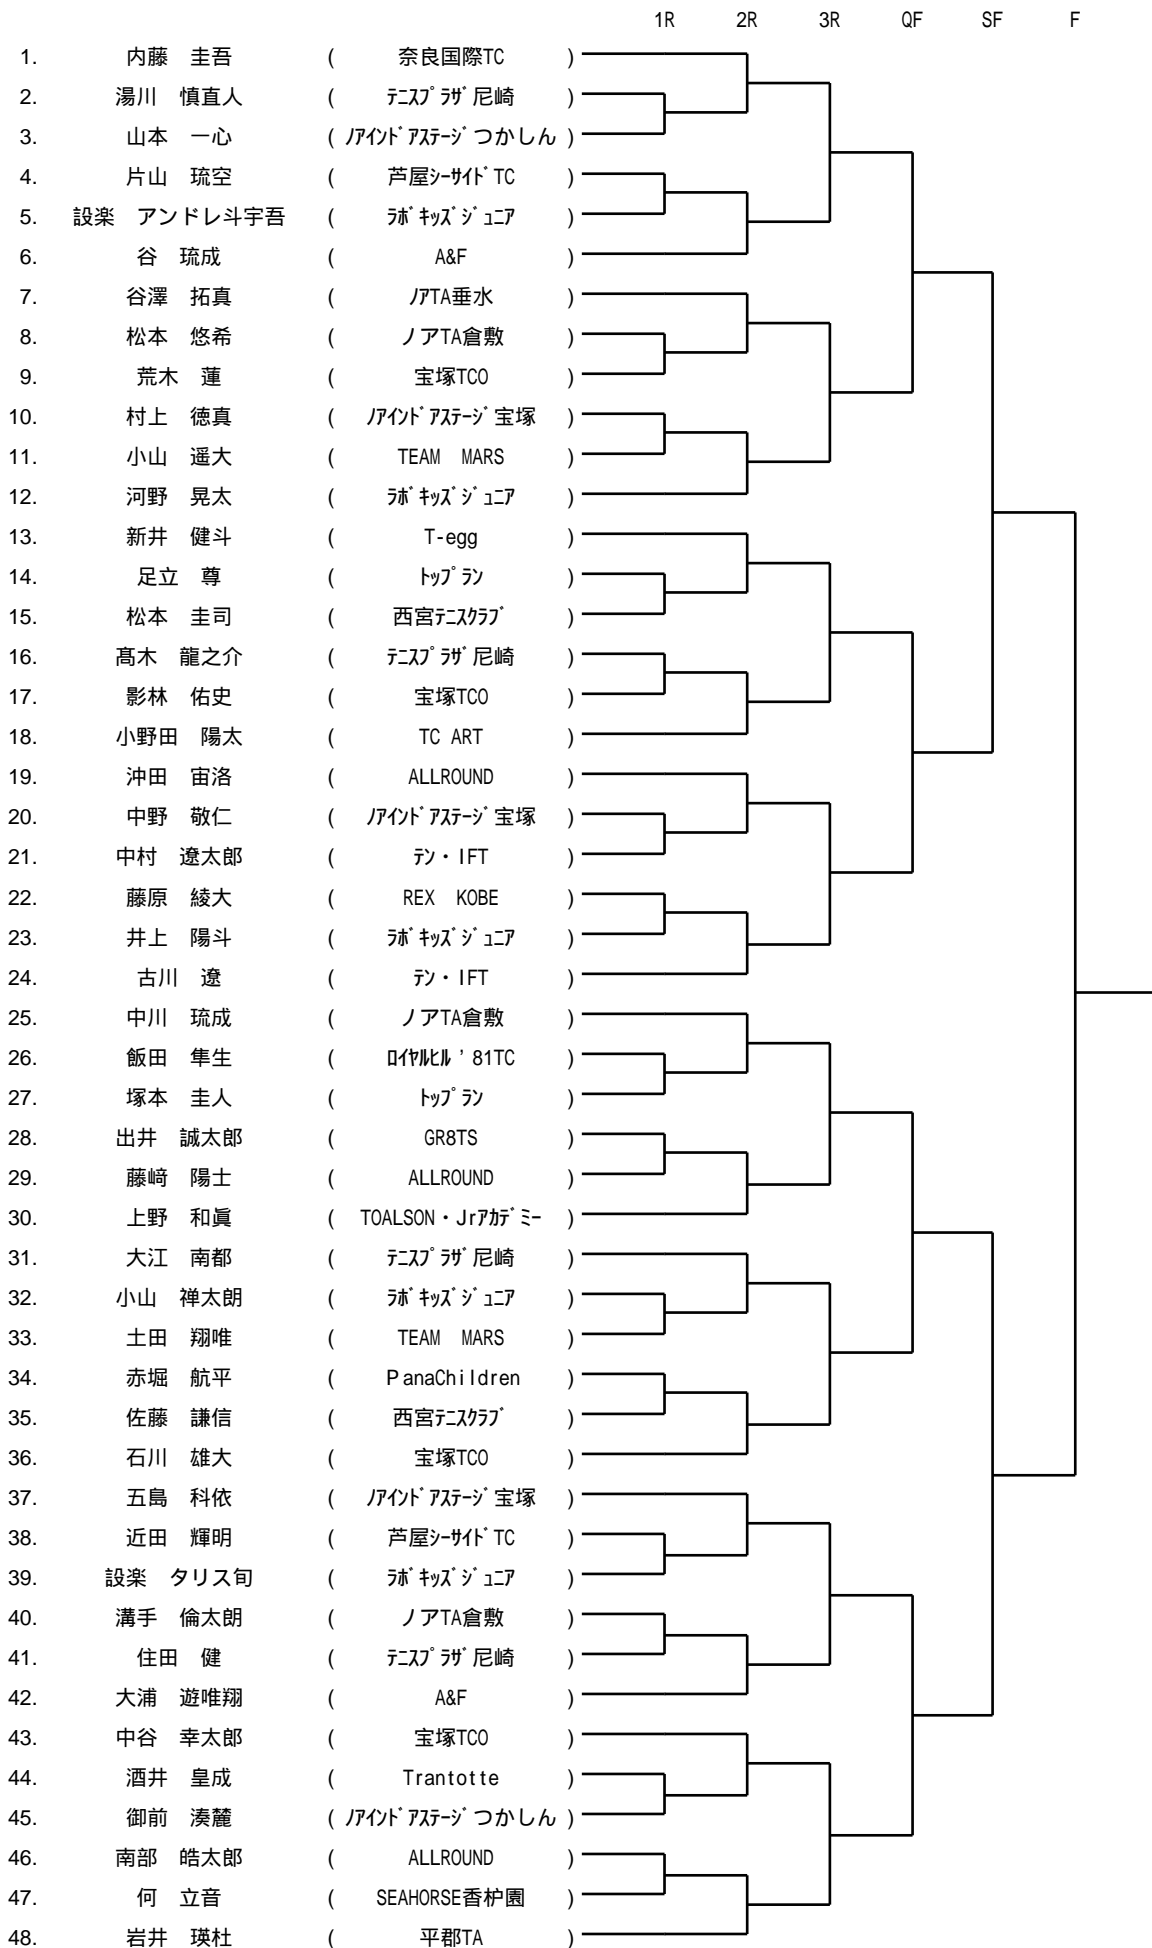 1R 2R 3R QF SF F
1. 内藤 圭吾 ( 奈良国際TC )
2. 湯川 慎直人 ( ﾃﾆｽﾌﾟﾗｻﾞ尼崎 )
3. 山本 一心 ( ﾉｱｲﾝﾄﾞｱｽﾃｰｼﾞつかしん )
4. 片山 琉空 ( 芦屋ｼｰｻｲﾄﾞTC )
5. 設楽 アンドレ斗宇吾 ( ﾗﾎﾞｷｯｽﾞｼﾞｭﾆｱ )
6. 谷 琉成 ( A&F )
7. 谷澤 拓真 ( ﾉｱTA垂水 )
8. 松本 悠希 ( ノアTA倉敷 )
9. 荒木 蓮 ( 宝塚TCO )
10. 村上 徳真 ( ﾉｱｲﾝﾄﾞｱｽﾃｰｼﾞ宝塚 )
11. 小山 遥大 ( TEAM MARS )
12. 河野 晃太 ( ﾗﾎﾞｷｯｽﾞｼﾞｭﾆｱ )
13. 新井 健斗 ( T-egg )
14. 足立 尊 ( ﾄｯﾌﾟﾗﾝ )
15. 松本 圭司 ( 西宮ﾃﾆｽｸﾗﾌﾞ )
16. 髙木 龍之介 ( ﾃﾆｽﾌﾟﾗｻﾞ尼崎 )
17. 影林 佑史 ( 宝塚TCO )
18. 小野田 陽太 ( TC ART )
19. 沖田 宙洛 ( ALLROUND )
20. 中野 敬仁 ( ﾉｱｲﾝﾄﾞｱｽﾃｰｼﾞ宝塚 )
21. 中村 遼太郎 ( ﾃﾝ・IFT )
22. 藤原 綾大 ( REX KOBE )
23. 井上 陽斗 ( ﾗﾎﾞｷｯｽﾞｼﾞｭﾆｱ )
24. 古川 遼 ( ﾃﾝ・IFT )
25. 中川 琉成 ( ノアTA倉敷 )
26. 飯田 隼生 ( ﾛｲﾔﾙﾋﾙ’81TC )
27. 塚本 圭人 ( ﾄｯﾌﾟﾗﾝ )
28. 出井 誠太郎 ( GR8TS )
29. 藤﨑 陽士 ( ALLROUND )
30. 上野 和眞 ( TOALSON・Jrｱｶﾃﾞﾐｰ )
31. 大江 南都 ( ﾃﾆｽﾌﾟﾗｻﾞ尼崎 )
32. 小山 禅太朗 ( ﾗﾎﾞｷｯｽﾞｼﾞｭﾆｱ )
33. 土田 翔唯 ( TEAM MARS )
34. 赤堀 航平 ( PanaChildren )
35. 佐藤 謙信 ( 西宮ﾃﾆｽｸﾗﾌﾞ )
36. 石川 雄大 ( 宝塚TCO )
37. 五島 科依 ( ﾉｱｲﾝﾄﾞｱｽﾃｰｼﾞ宝塚 )
38. 近田 輝明 ( 芦屋ｼｰｻｲﾄﾞTC )
39. 設楽 タリス旬 ( ﾗﾎﾞｷｯｽﾞｼﾞｭﾆｱ )
40. 溝手 倫太朗 ( ノアTA倉敷 )
41. 住田 健 ( ﾃﾆｽﾌﾟﾗｻﾞ尼崎 )
42. 大浦 遊唯翔 ( A&F )
43. 中谷 幸太郎 ( 宝塚TCO )
44. 酒井 皇成 ( Trantotte )
45. 御前 湊麓 ( ﾉｱｲﾝﾄﾞｱｽﾃｰｼﾞつかしん )
46. 南部 皓太郎 ( ALLROUND )
47. 何 立音 ( SEAHORSE香枦園 )
48. 岩井 瑛杜 ( 平郡TA )